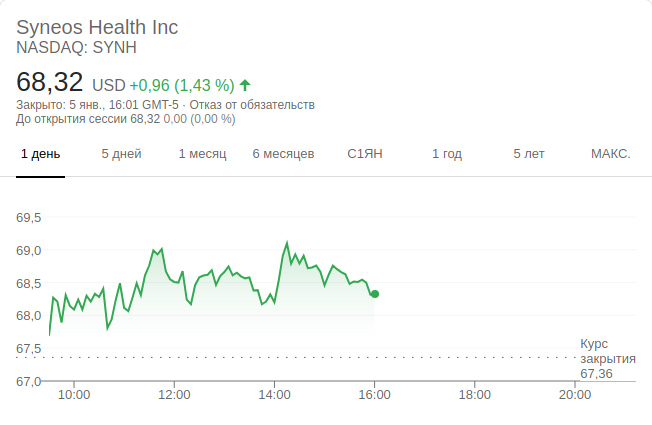 Syneos Health Inc
NASDAQ: SYNH
68,32 USD +0,96 (1,43 %)
Закрыто: 5 янв., 16:01 GMT-5 · Отказ от обязательств
До открытия сессии 68,32 0,00 (0,00 %)
1 день 5 дней 1 месяц 6 месяцев С1ЯН 1 год 5 лет МАКС.
69,5
69,0
68,5
68,0
67,5
67,0
Курс
закрытия
67,36
10:00 12:00 14:00 16:00 18:00 20:00